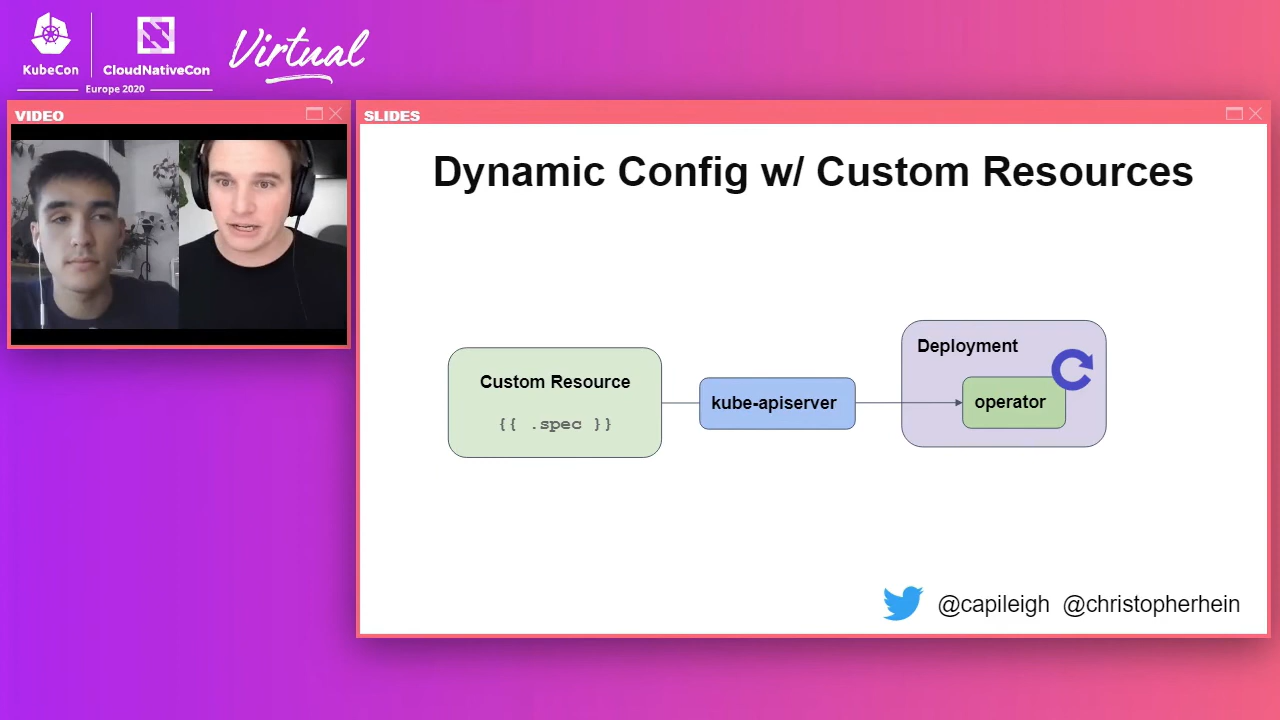 KubeCon
CloudNativeCon
Europe 2020
Virtual
VIDEO
SLIDES
Dynamic Config w/ Custom Resources
Custom Resource
{{ .spec }}
kube-apiserver
Deployment
operator
@capileigh @christopherhein